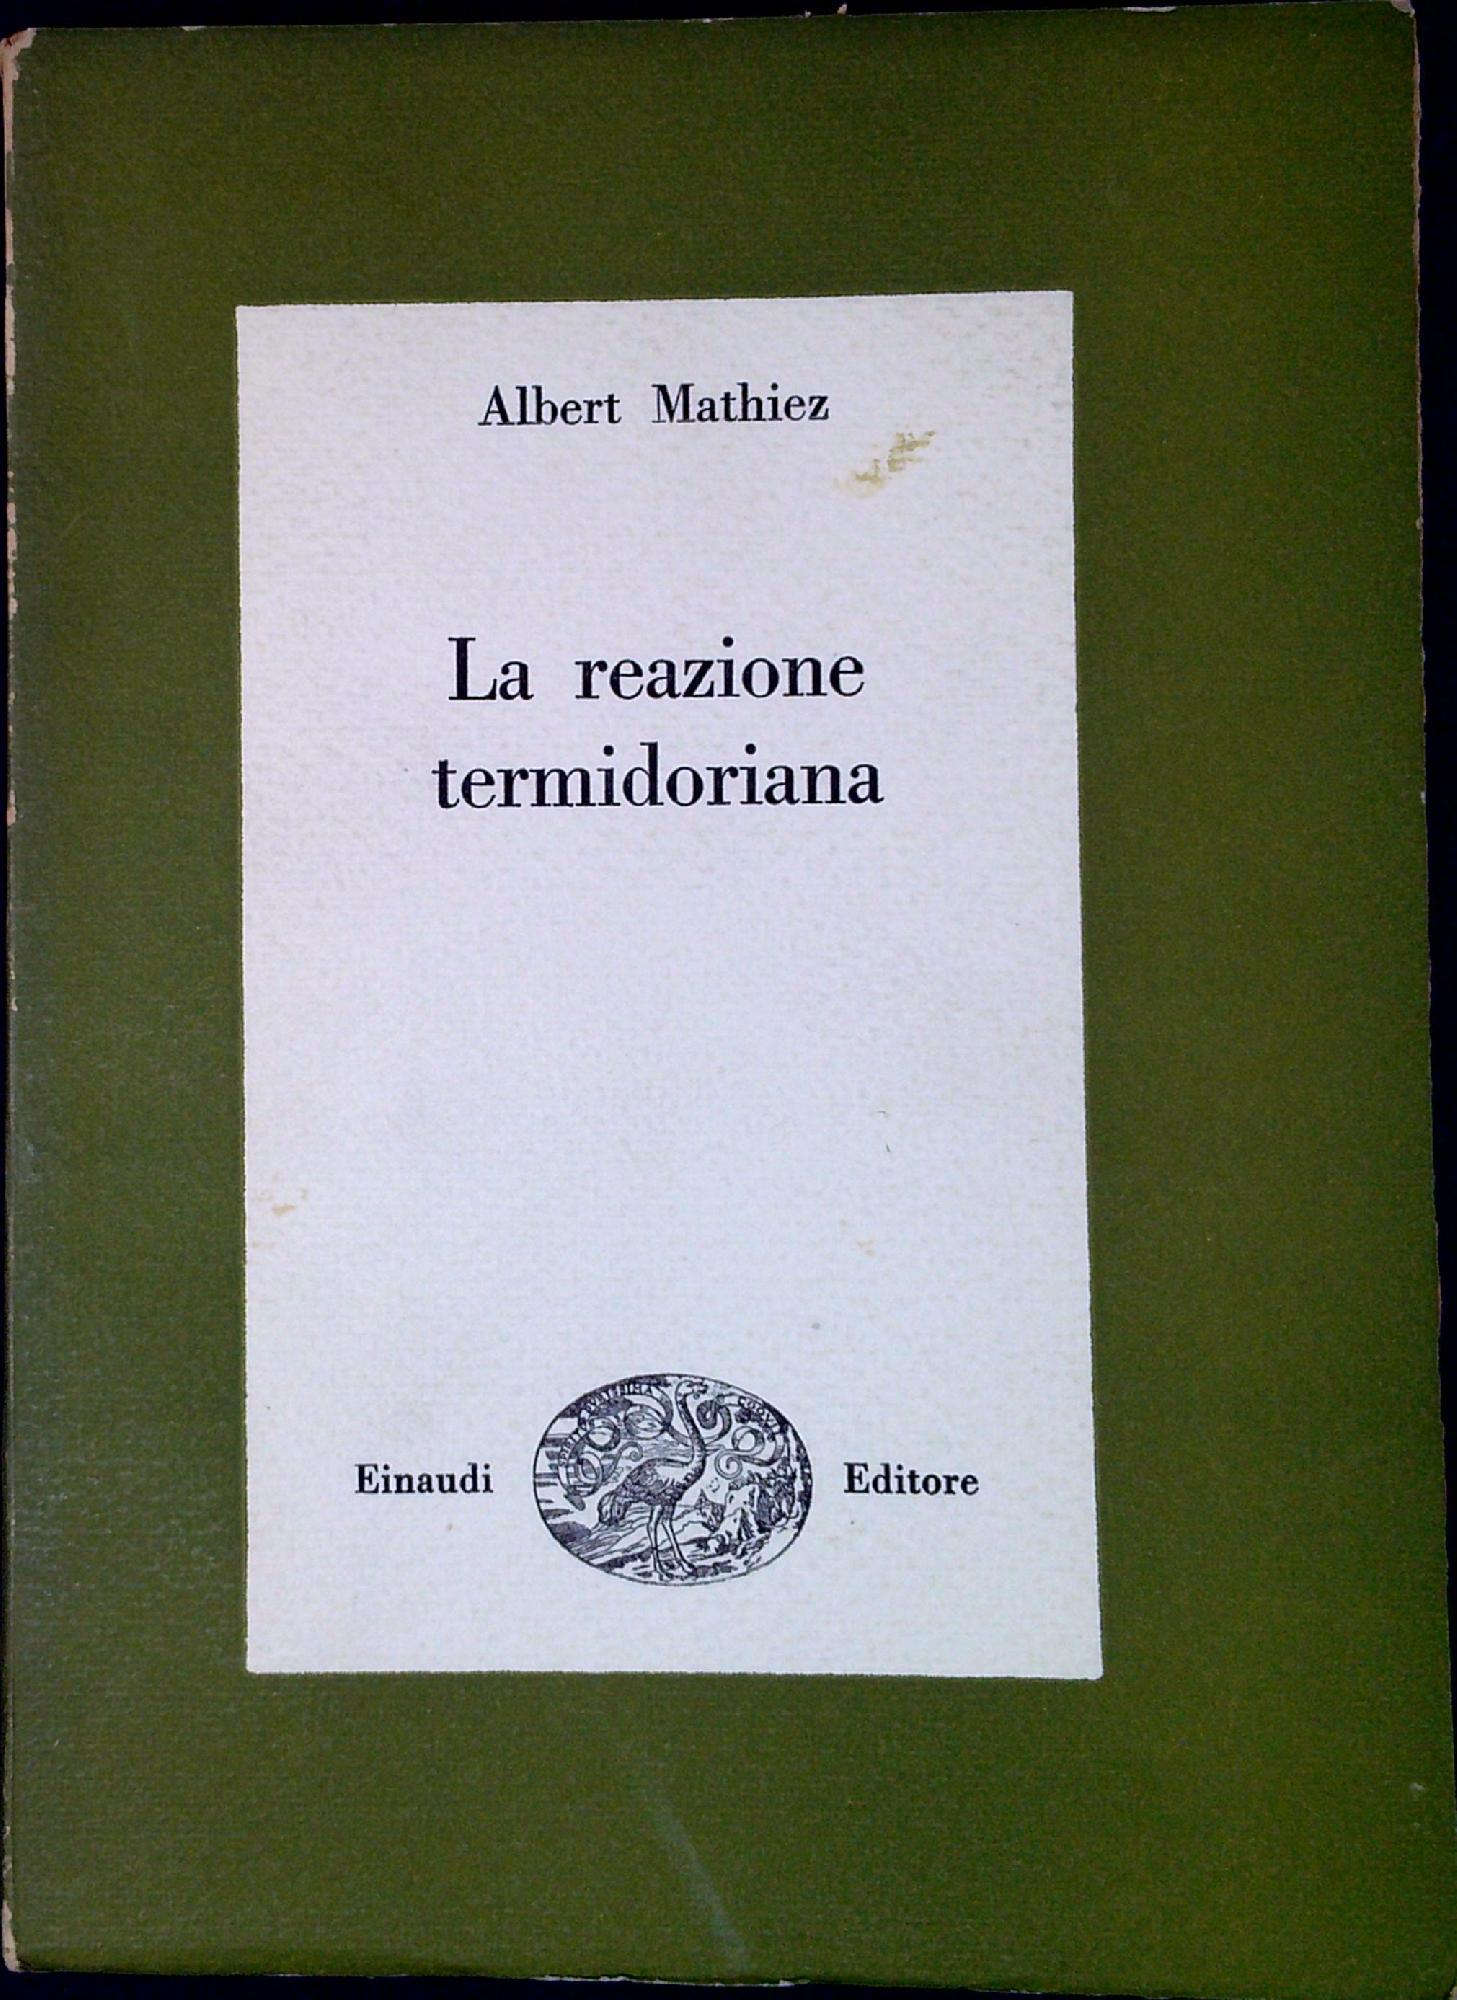 Albert Mathiez
La reazione
termidoriana
Einaudi
Editore